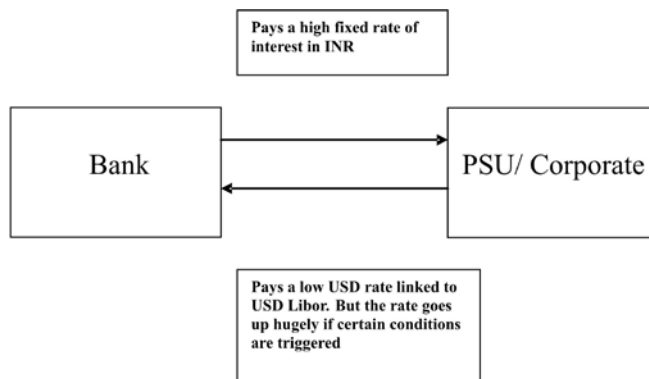 Pays a high fixed rate of
interest in INR
Bank
PSU/ Corporate
Pays a low USD rate linked to
USD Libor. But the rate goes
up hugely if certain conditions
are triggered